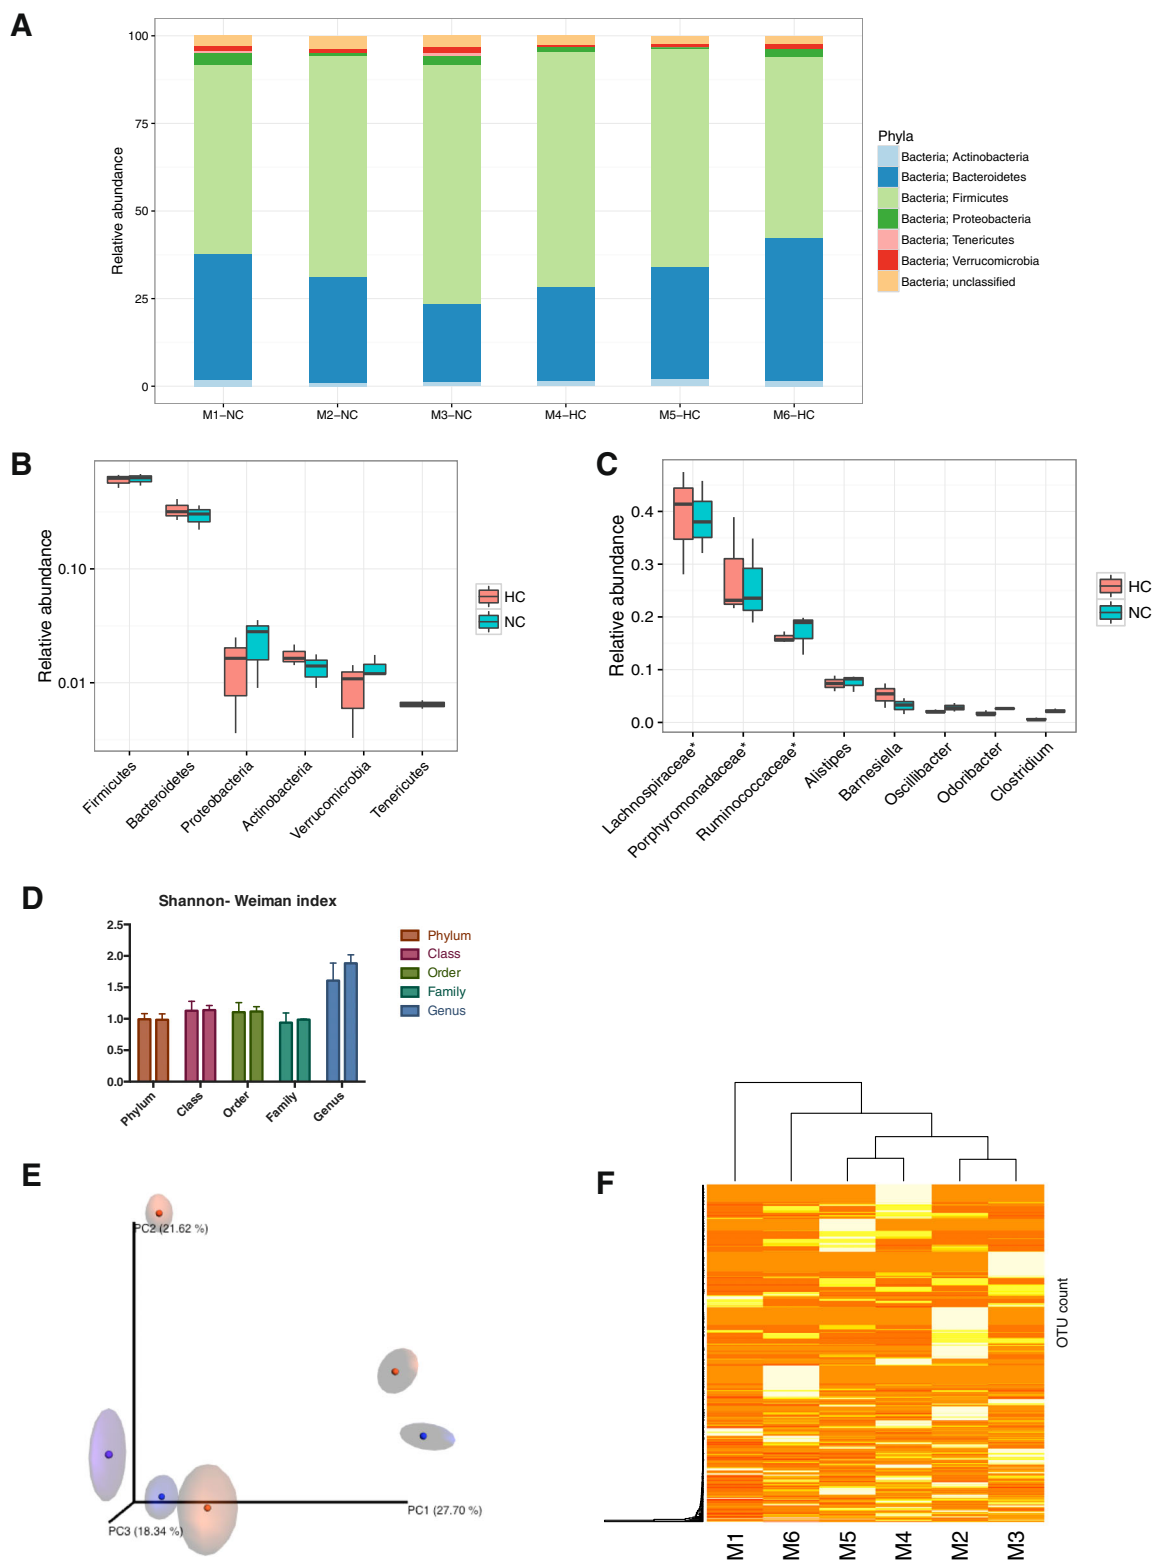 A
100
75
50
25
0
Relative abundance
M1–NC
M2–NC
M3–NC
M4–HC
M5–HC
M6–HC
Phyla
Bacteria; Actinobacteria
Bacteria; Bacteroidetes
Bacteria; Firmicutes
Bacteria; Proteobacteria
Bacteria; Tenericutes
Bacteria; Verrucomicrobia
Bacteria; unclassified
B
Relative abundance
0.10
0.01
Firmicutes
Bacteroidetes
Proteobacteria
Actinobacteria
Verrucomicrobia
Tenericutes
HC
NC
C
Relative abundance
0.4
0.3
0.2
0.1
0.0
Lachnospiraceae*
Porphyromonadaceae*
Ruminococcaceae*
Alistipes
Barnesiella
Oscillibacter
Odoribacter
Clostridium
HC
NC
D
Shannon- Weiman index
2.5
2.0
1.5
1.0
0.5
0.0
Phylum
Class
Order
Family
Genus
Phylum
Class
Order
Family
Genus
E
PC2 (21.62 %)
PC1 (27.70 %)
PC3 (18.34 %)
F
OTU count
M1
M6
M5
M4
M2
M3